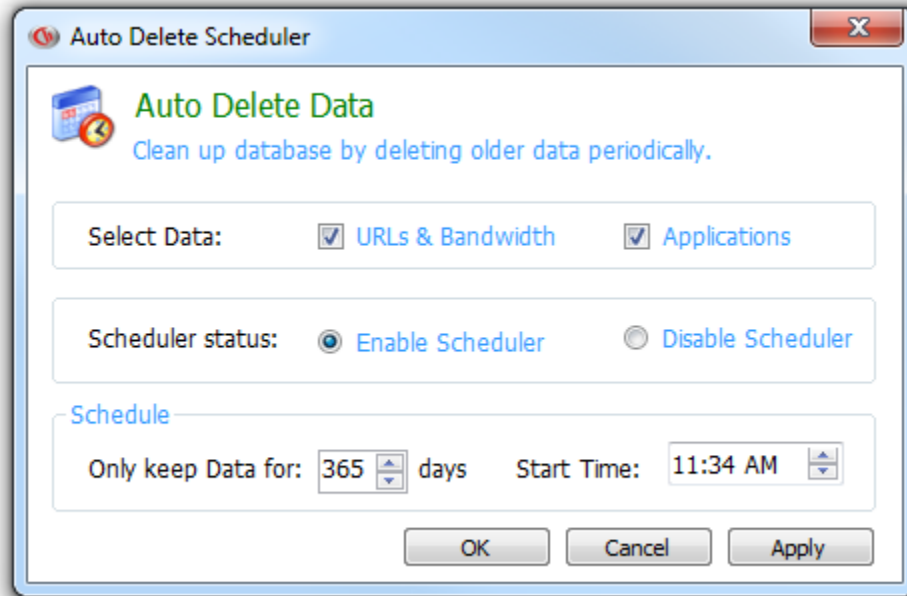 Auto Delete Scheduler
Auto Delete Data
Clean up database by deleting older data periodically.
Select Data: URLs & Bandwidth Applications
Scheduler status: Enable Scheduler Disable Scheduler
Schedule
Only keep Data for: 365 days Start Time: 11:34 AM
OK Cancel Apply